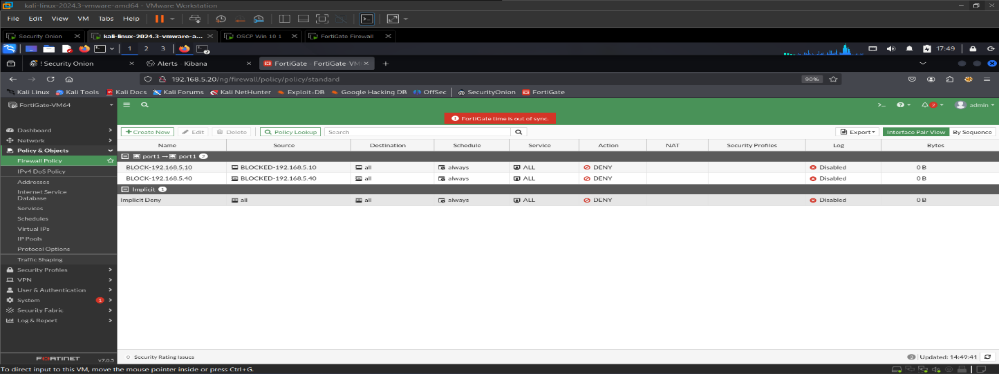 kali-linux-2024.3-vmware-amd64 - VMware Workstation
File Edit View VM Tabs Help
Security Onion kali-linux-2024.3-vmware-a... OSCP Win 10 1 FortiGate Firewall
1 2 3 2 17:49
! Security Onion Alerts - Kibana FortiGate - FortiGate-VM
192.168.5.20/ng/firewall/policy/policy/standard 90%
Kali Linux Kali Tools Kali Docs Kali Forums Kali NetHunter Exploit-DB Google Hacking DB OffSec SecurityOnion FortiGate
FortiGate-VM64 >_ 2 admin
FortiGate time is out of sync.
Dashboard
Network
Policy & Objects
Firewall Policy
IPv4 DoS Policy
Addresses
Internet Service
Database
Services
Schedules
Virtual IPs
IP Pools
Protocol Options
Traffic Shaping
Security Profiles
VPN
User & Authentication
System 1
Security Fabric
Log & Report
FORTINET v7.0.5
Create New Edit Delete Policy Lookup Search Export Interface Pair View By Sequence
Name Source Destination Schedule Service Action NAT Security Profiles Log Bytes
port1 → port1 2
BLOCK-192.168.5.10 BLOCKED-192.168.5.10 all always ALL DENY Disabled 0 B
BLOCK-192.168.5.40 BLOCKED-192.168.5.40 all always ALL DENY Disabled 0 B
Implicit 1
Implicit Deny all all always ALL DENY Disabled 0 B
Security Rating Issues 3 Updated: 14:49:41
To direct input to this VM, move the mouse pointer inside or press Ctrl+G.